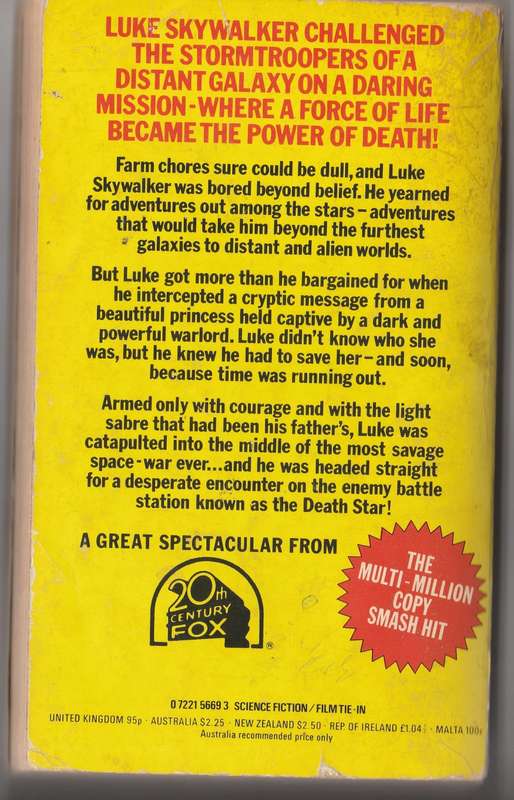 LUKE SKYWALKER CHALLENGED
THE STORMTROOPERS OF A
DISTANT GALAXY ON A DARING
MISSION-WHERE A FORCE OF LIFE
BECAME THE POWER OF DEATH!
Farm chores sure could be dull, and Luke
Skywalker was bored beyond belief. He yearned
for adventures out among the stars – adventures
that would take him beyond the furthest
galaxies to distant and alien worlds.
But Luke got more than he bargained for when
he intercepted a cryptic message from a
beautiful princess held captive by a dark and
powerful warlord. Luke didn't know who she
was, but he knew he had to save her – and soon,
because time was running out.
Armed only with courage and with the light
sabre that had been his father's, Luke was
catapulted into the middle of the most savage
space-war ever...and he was headed straight
for a desperate encounter on the enemy battle
station known as the Death Star!
A GREAT SPECTACULAR FROM
20th
CENTURY
FOX
®
THE
MULTI-MILLION
COPY
SMASH HIT
0 7221 5669 3 SCIENCE FICTION / FILM TIE-IN
UNITED KINGDOM 95p · AUSTRALIA $2.25 · NEW ZEALAND $2.50 · REP. OF IRELAND £1.04½ · MALTA 100c
Australia recommended price only